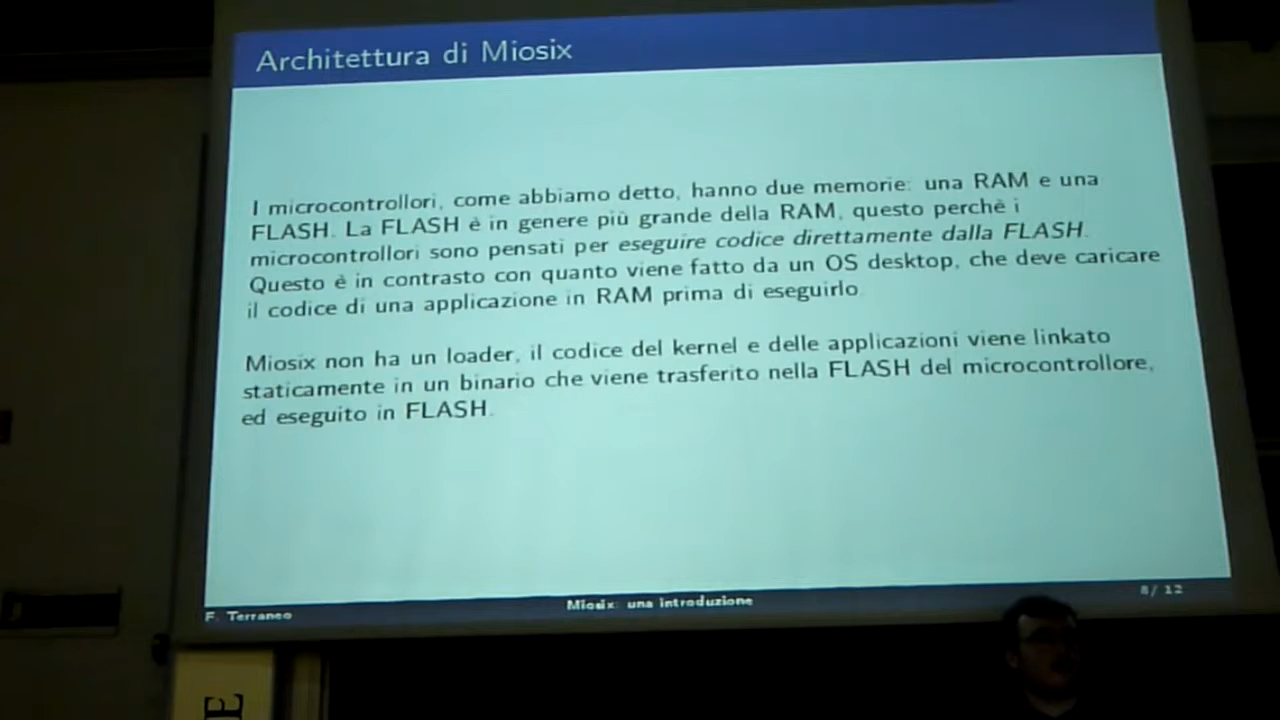 Architettura di Miosix
I microcontrollori, come abbiamo detto, hanno due memorie: una RAM e una
FLASH. La FLASH è in genere più grande della RAM, questo perchè i
microcontrollori sono pensati per eseguire codice direttamente dalla FLASH.
Questo è in contrasto con quanto viene fatto da un OS desktop, che deve caricare
il codice di una applicazione in RAM prima di eseguirlo.
Miosix non ha un loader, il codice del kernel e delle applicazioni viene linkato
staticamente in un binario che viene trasferito nella FLASH del microcontrollore,
ed eseguito in FLASH.
F. Terraneo
Miosix: una introduzione
8/ 12